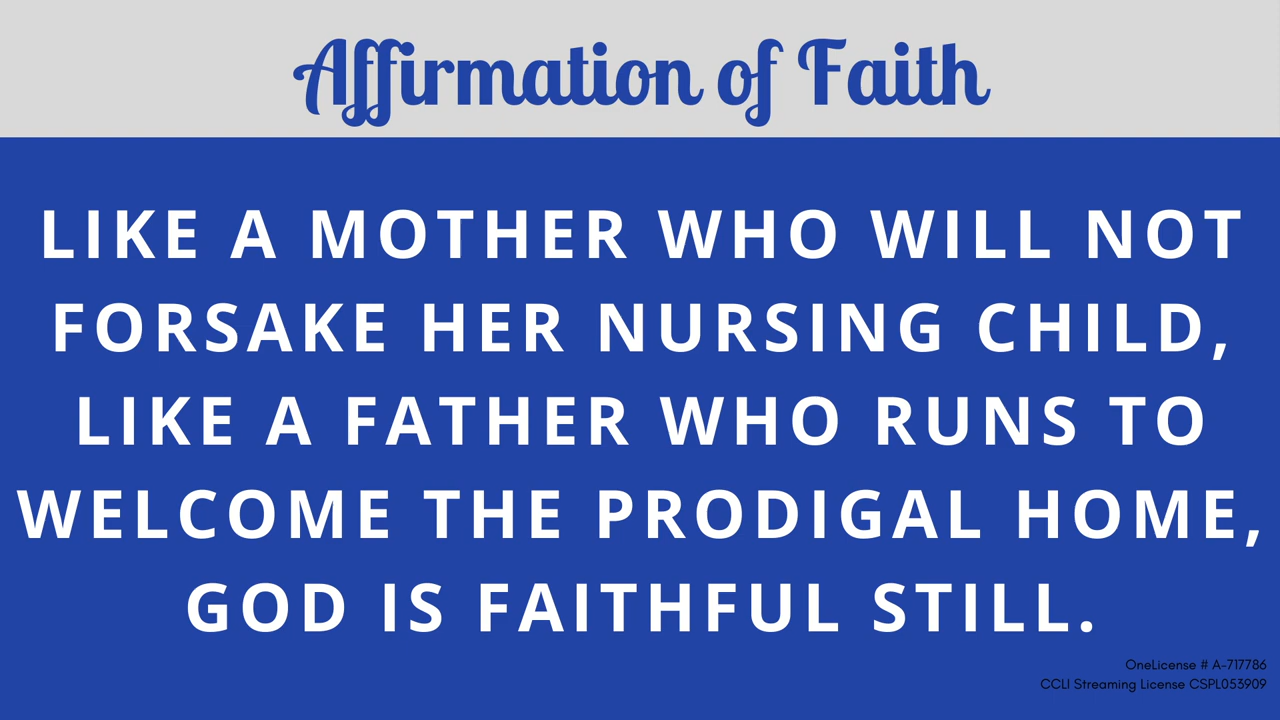 Affirmation of Faith
LIKE A MOTHER WHO WILL NOT
FORSAKE HER NURSING CHILD,
LIKE A FATHER WHO RUNS TO
WELCOME THE PRODIGAL HOME,
GOD IS FAITHFUL STILL.
OneLicense # A-717786
CCLI Streaming License CSPL053909